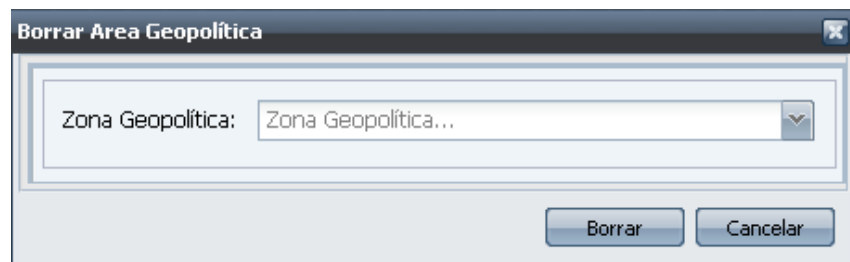 Borrar Area Geopolítica
Zona Geopolítica: Zona Geopolítica...
Borrar Cancelar